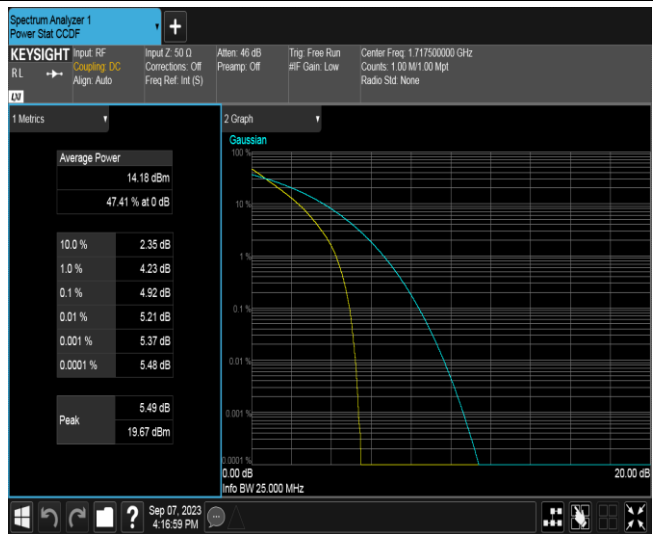 Spectrum Analyzer 1
Power Stat CCDF
+
KEYSIGHT
RL
LXI
Input: RF
Coupling: DC
Align: Auto
Input Z: 50 Ω
Corrections: Off
Freq Ref: Int (S)
Atten: 46 dB
Preamp: Off
Trig: Free Run
#IF Gain: Low
Center Freq: 1.717500000 GHz
Counts: 1.00 M/1.00 Mpt
Radio Std: None
1 Metrics
Average Power
14.18 dBm
47.41 % at 0 dB
10.0 % 2.35 dB
1.0 % 4.23 dB
0.1 % 4.92 dB
0.01 % 5.21 dB
0.001 % 5.37 dB
0.0001 % 5.48 dB
Peak
5.49 dB
19.67 dBm
2 Graph
Gaussian
100 %
10 %
1 %
0.1 %
0.01 %
0.001 %
0.0001 %
0.00 dB 20.00 dB
Info BW 25.000 MHz
?
Sep 07, 2023
4:16:59 PM